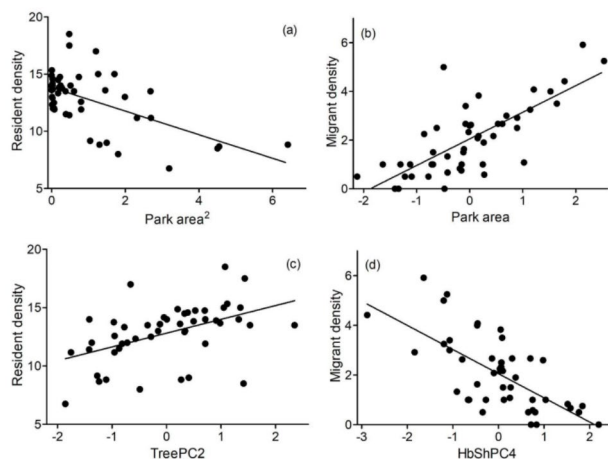 (a)
Resident density
20
15
10
5
0 2 4 6
Park area²
(b)
Migrant density
6
4
2
0
-2 -1 0 1 2
Park area
(c)
Resident density
20
15
10
5
-2 -1 0 1 2
TreePC2
(d)
Migrant density
6
4
2
0
-3 -2 -1 0 1 2
HbShPC4